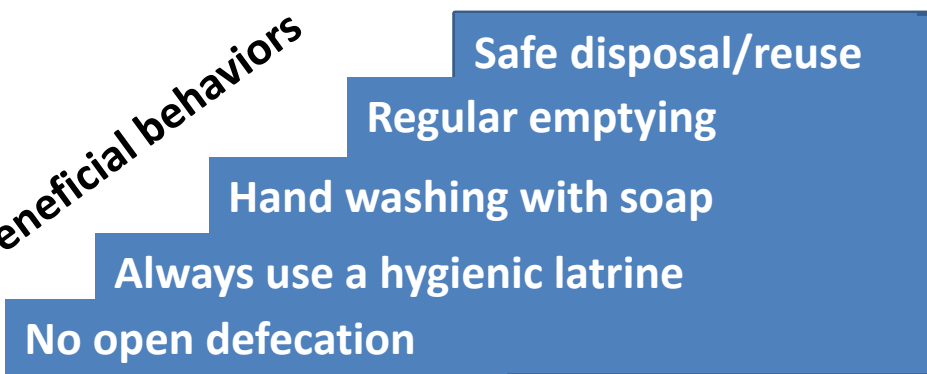 eneficial behaviors
Safe disposal/reuse
Regular emptying
Hand washing with soap
Always use a hygienic latrine
No open defecation